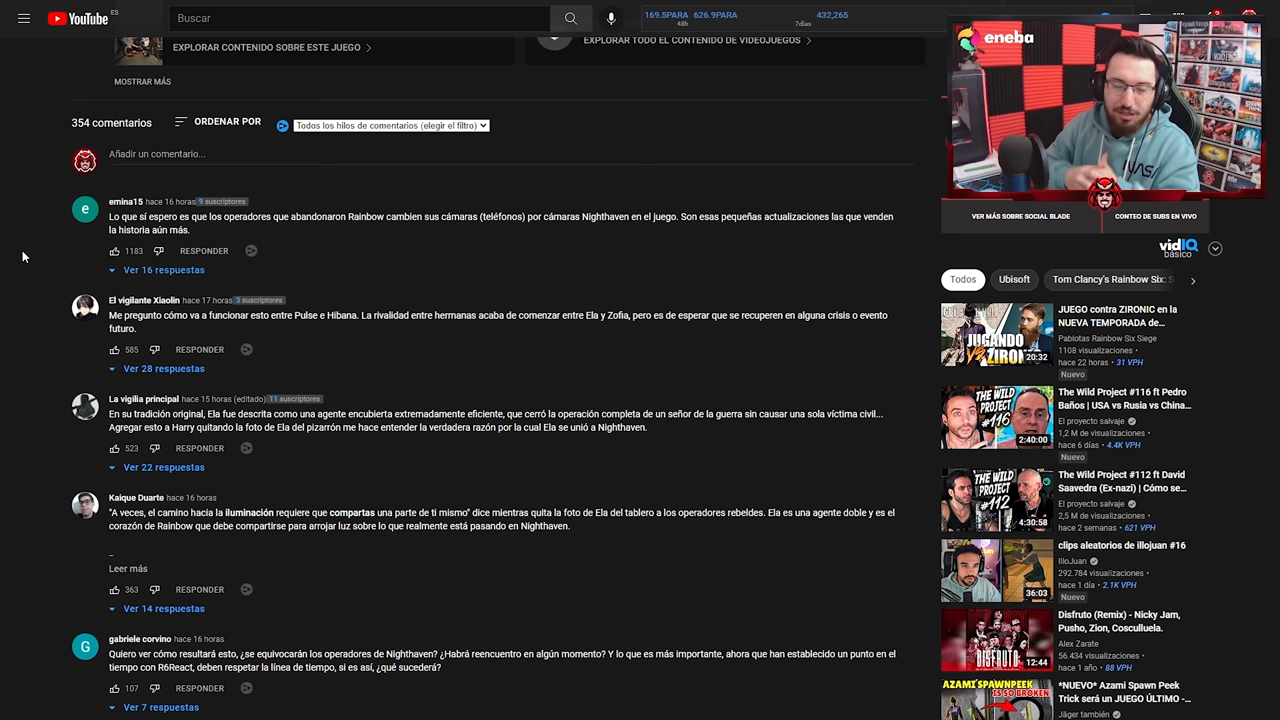 ES
YouTube
Buscar
169.5PARA 626.9PARA
48h
432,265
7días
EXPLORAR CONTENIDO SOBRE ESTE JUEGO
EXPLORAR TODO EL CONTENIDO DE VIDEOJUEGOS
MOSTRAR MÁS
354 comentarios
ORDENAR POR
Todos los hilos de comentarios (elegir el filtro)
Añadir un comentario...
e
emina15 hace 16 horas 9 suscriptores
Lo que sí espero es que los operadores que abandonaron Rainbow cambien sus cámaras (teléfonos) por cámaras Nighthaven en el juego. Son esas pequeñas actualizaciones las que venden
la historia aún más.
1183 RESPONDER
Ver 16 respuestas
El vigilante Xiaolin hace 17 horas 3 suscriptores
Me pregunto cómo va a funcionar esto entre Pulse e Hibana. La rivalidad entre hermanas acaba de comenzar entre Ela y Zofia, pero es de esperar que se recuperen en alguna crisis o evento
futuro.
585 RESPONDER
Ver 28 respuestas
La vigilia principal hace 15 horas (editado) 11 suscriptores
En su tradición original, Ela fue descrita como una agente encubierta extremadamente eficiente, que cerró la operación completa de un señor de la guerra sin causar una sola víctima civil...
Agregar esto a Harry quitando la foto de Ela del pizarrón me hace entender la verdadera razón por la cual Ela se unió a Nighthaven.
523 RESPONDER
Ver 22 respuestas
Kaique Duarte hace 16 horas
"A veces, el camino hacia la iluminación requiere que compartas una parte de ti mismo" dice mientras quita la foto de Ela del tablero a los operadores rebeldes. Ela es una agente doble y es el
corazón de Rainbow que debe compartirse para arrojar luz sobre lo que realmente está pasando en Nighthaven.
_
Leer más
363 RESPONDER
Ver 14 respuestas
G
gabriele corvino hace 16 horas
Quiero ver cómo resultará esto, ¿se equivocarán los operadores de Nighthaven? ¿Habrá reencuentro en algún momento? Y lo que es más importante, ahora que han establecido un punto en el
tiempo con R6React, deben respetar la línea de tiempo, si es así, ¿qué sucederá?
107 RESPONDER
Ver 7 respuestas
eneba
NASA
VER MÁS SOBRE SOCIAL BLADE
CONTEO DE SUBS EN VIVO
vidIQ
básico
Todos
Ubisoft
Tom Clancy's Rainbow Six: S
JUGANDO
VS ZIRONIC
20:32
JUEGO contra ZIRONIC en la
NUEVA TEMPORADA de...
Pablotas Rainbow Six Siege
1108 visualizaciones •
hace 22 horas • 31 VPH
Nuevo
THE WILD
PROJECT
#116
2:40:00
The Wild Project #116 ft Pedro
Baños | USA vs Rusia vs China...
El proyecto salvaje
1,2 M de visualizaciones •
hace 6 días • 4.4K VPH
Nuevo
THE WILD
PROJECT
#112
4:30:58
The Wild Project #112 ft David
Saavedra (Ex-nazi) | Cómo se...
El proyecto salvaje
2,5 M de visualizaciones •
hace 2 semanas • 621 VPH
36:03
clips aleatorios de illojuan #16
IlloJuan
292.784 visualizaciones •
hace 1 día • 2.1K VPH
Nuevo
DISFRUTO
12:44
Disfruto (Remix) - Nicky Jam,
Pusho, Zion, Cosculluela.
Alex Zarate
56.434 visualizaciones •
hace 1 año • 88 VPH
AZAMI SPAWNPEEK
IS SO BROKEN
*NUEVO* Azami Spawn Peek
Trick será un JUEGO ÚLTIMO -...
Jäger también